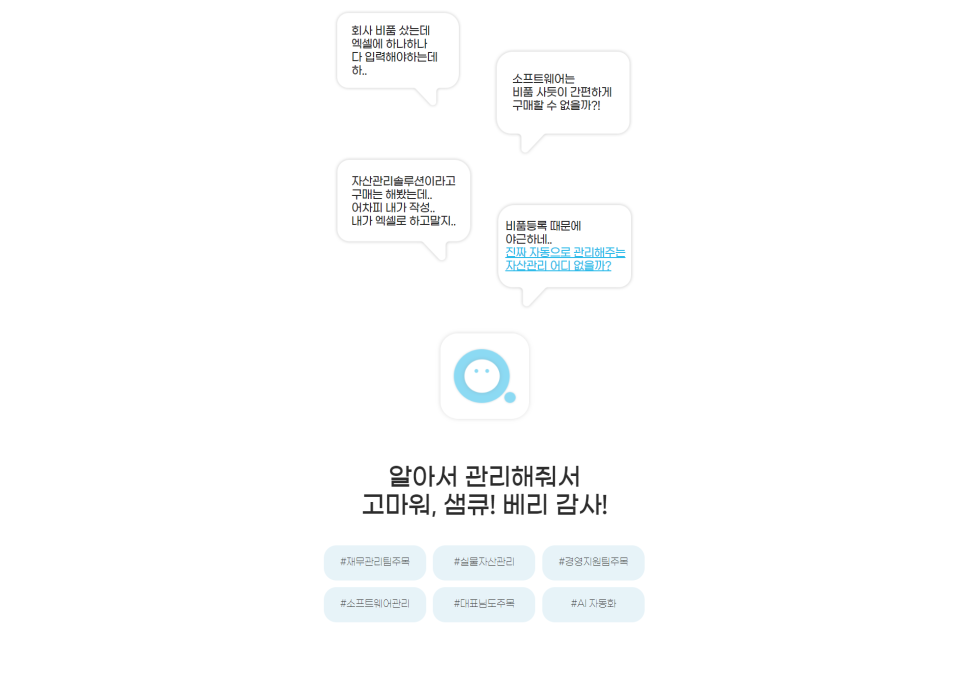 회사 비품 샀는데
엑셀에 하나하나
다 입력해야하는데
하..
소프트웨어는
비품 사듯이 간편하게
구매할 수 없을까?!
자산관리솔루션이라고
구매는 해봤는데..
어차피 내가 작성..
내가 엑셀로 하고말지..
비품등록 때문에
야근하네..
진짜 자동으로 관리해주는
자산관리 어디 없을까?
알아서 관리해줘서
고마워, 샘큐! 베리 감사!
#재무관리팀주목
#실물자산관리
#경영지원팀주목
#소프트웨어관리
#대표님도주목
#AI 자동화